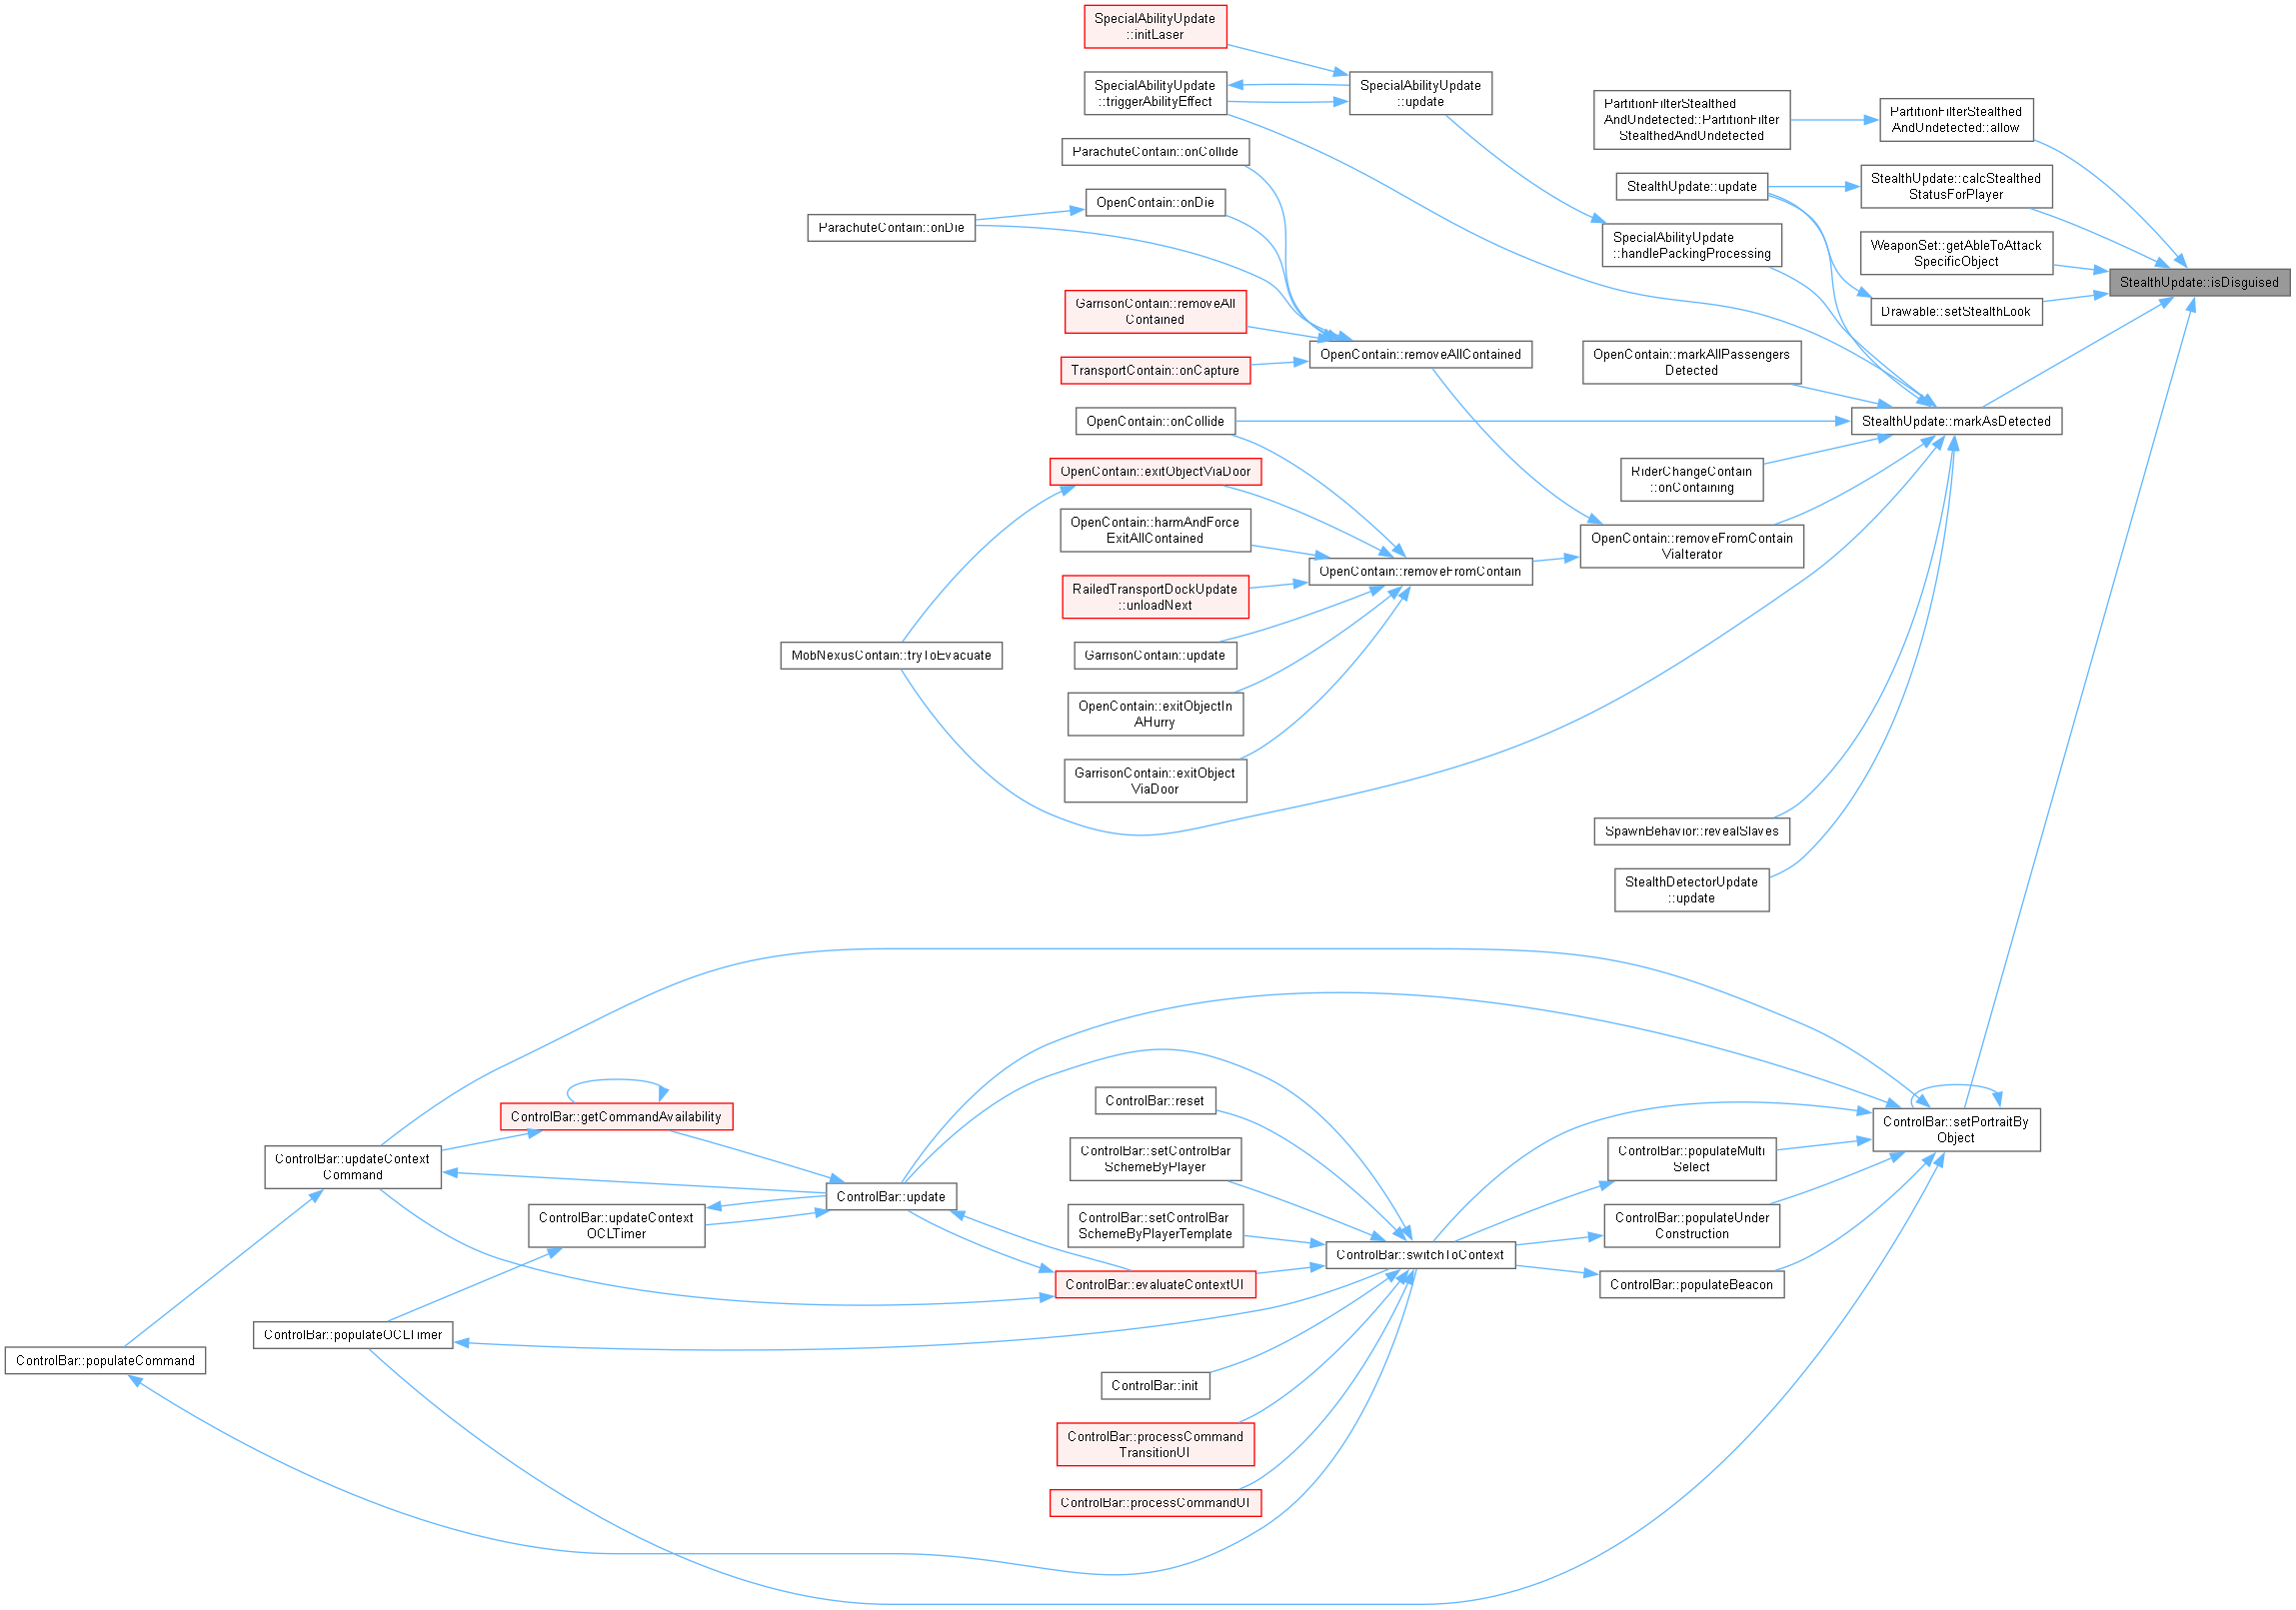 SpecialAbilityUpdate
::initLaser
SpecialAbilityUpdate
::triggerAbilityEffect
SpecialAbilityUpdate
::update
PartitionFilterStealthed
AndUndetected::PartitionFilter
StealthedAndUndetected
PartitionFilterStealthed
AndUndetected::allow
ParachuteContain::onCollide
StealthUpdate::update
StealthUpdate::calcStealthed
StatusForPlayer
OpenContain::onDie
ParachuteContain::onDie
SpecialAbilityUpdate
::handlePackingProcessing
WeaponSet::getAbleToAttack
SpecificObject
StealthUpdate::isDisguised
GarrisonContain::removeAll
Contained
Drawable::setStealthLook
OpenContain::removeAllContained
OpenContain::markAllPassengers
Detected
TransportContain::onCapture
OpenContain::onCollide
StealthUpdate::markAsDetected
OpenContain::exitObjectViaDoor
RiderChangeContain
::onContaining
OpenContain::harmAndForce
ExitAllContained
OpenContain::removeFromContain
ViaIterator
OpenContain::removeFromContain
RailedTransportDockUpdate
::unloadNext
MobNexusContain::tryToEvacuate
GarrisonContain::update
OpenContain::exitObjectIn
AHurry
GarrisonContain::exitObject
ViaDoor
SpawnBehavior::revealSlaves
StealthDetectorUpdate
::update
ControlBar::reset
ControlBar::getCommandAvailability
ControlBar::setPortraitBy
Object
ControlBar::updateContext
Command
ControlBar::setControlBar
SchemeByPlayer
ControlBar::populateMulti
Select
ControlBar::update
ControlBar::updateContext
OCLTimer
ControlBar::setControlBar
SchemeByPlayerTemplate
ControlBar::populateUnder
Construction
ControlBar::switchToContext
ControlBar::evaluateContextUI
ControlBar::populateBeacon
ControlBar::populateOCLTimer
ControlBar::populateCommand
ControlBar::init
ControlBar::processCommand
TransitionUI
ControlBar::processCommandUI